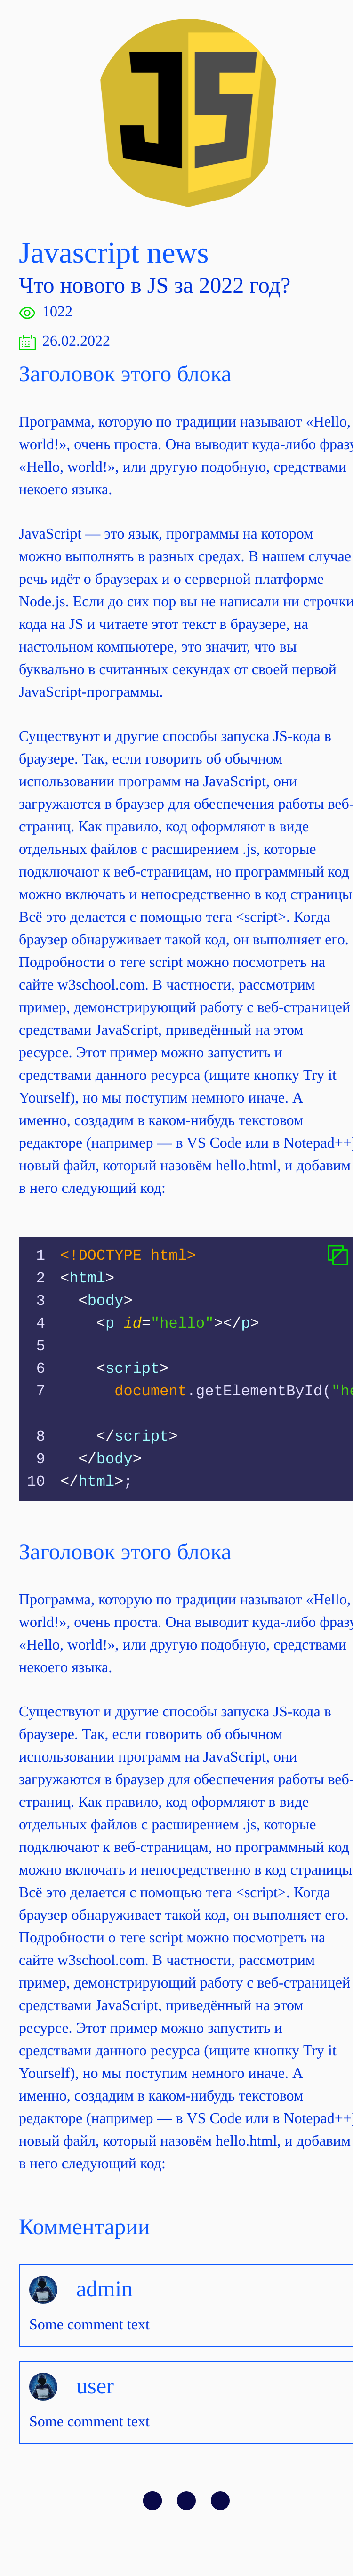 JS
Javascript news
Что нового в JS за 2022 год?
1022
26.02.2022
Заголовок этого блока
Программа, которую по традиции называют «Hello,
world!», очень проста. Она выводит куда-либо фразу
«Hello, world!», или другую подобную, средствами
некоего языка.
JavaScript — это язык, программы на котором
можно выполнять в разных средах. В нашем случае
речь идёт о браузерах и о серверной платформе
Node.js. Если до сих пор вы не написали ни строчки
кода на JS и читаете этот текст в браузере, на
настольном компьютере, это значит, что вы
буквально в считанных секундах от своей первой
JavaScript-программы.
Существуют и другие способы запуска JS-кода в
браузере. Так, если говорить об обычном
использовании программ на JavaScript, они
загружаются в браузер для обеспечения работы веб-
страниц. Как правило, код оформляют в виде
отдельных файлов с расширением .js, которые
подключают к веб-страницам, но программный код
можно включать и непосредственно в код страницы
Всё это делается с помощью тега <script>. Когда
браузер обнаруживает такой код, он выполняет его.
Подробности о теге script можно посмотреть на
сайте w3school.com. В частности, рассмотрим
пример, демонстрирующий работу с веб-страницей
средствами JavaScript, приведённый на этом
ресурсе. Этот пример можно запустить и
средствами данного ресурса (ищите кнопку Try it
Yourself), но мы поступим немного иначе. А
именно, создадим в каком-нибудь текстовом
редакторе (например — в VS Code или в Notepad++)
новый файл, который назовём hello.html, и добавим
в него следующий код:
1 <!DOCTYPE html>
2 <html>
3 <body>
4 <p id="hello"></p>
5
6 <script>
7 document.getElementById("he
8 </script>
9 </body>
10 </html>;
Заголовок этого блока
Программа, которую по традиции называют «Hello,
world!», очень проста. Она выводит куда-либо фразу
«Hello, world!», или другую подобную, средствами
некоего языка.
Существуют и другие способы запуска JS-кода в
браузере. Так, если говорить об обычном
использовании программ на JavaScript, они
загружаются в браузер для обеспечения работы веб-
страниц. Как правило, код оформляют в виде
отдельных файлов с расширением .js, которые
подключают к веб-страницам, но программный код
можно включать и непосредственно в код страницы
Всё это делается с помощью тега <script>. Когда
браузер обнаруживает такой код, он выполняет его.
Подробности о теге script можно посмотреть на
сайте w3school.com. В частности, рассмотрим
пример, демонстрирующий работу с веб-страницей
средствами JavaScript, приведённый на этом
ресурсе. Этот пример можно запустить и
средствами данного ресурса (ищите кнопку Try it
Yourself), но мы поступим немного иначе. А
именно, создадим в каком-нибудь текстовом
редакторе (например — в VS Code или в Notepad++)
новый файл, который назовём hello.html, и добавим
в него следующий код:
Комментарии
admin
Some comment text
user
Some comment text